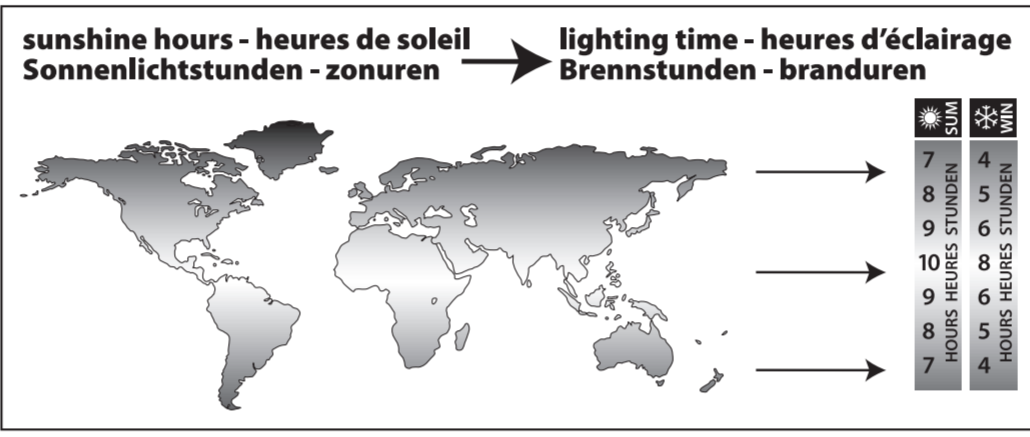 sunshine hours - heures de soleil
Sonnenlichtstunden - zonuren
lighting time - heures d’éclairage
Brennstunden - branduren
SUM
WIN
7 4
8 5
9 6
10 8
9 6
8 5
7 4
HOURS HEURES STUNDEN
HOURS HEURES STUNDEN